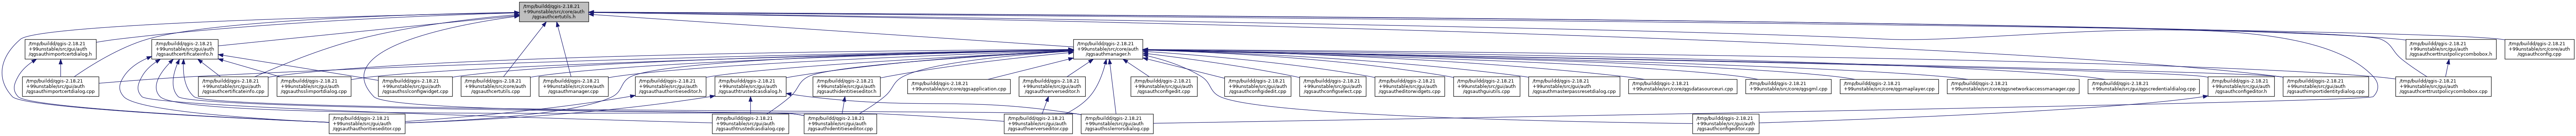 /tmp/buildd/qgis-2.18.21
+99unstable/src/core/auth
/qgsauthcertutils.h
/tmp/buildd/qgis-2.18.21
+99unstable/src/gui/auth
/qgsauthimportcertdialog.h
/tmp/buildd/qgis-2.18.21
+99unstable/src/gui/auth
/qgsauthcertificateinfo.h
/tmp/buildd/qgis-2.18.21
+99unstable/src/core/auth
/qgsauthmanager.h
/tmp/buildd/qgis-2.18.21
+99unstable/src/gui/auth
/qgsauthcerttrustpolicycombobox.h
/tmp/buildd/qgis-2.18.21
+99unstable/src/core/auth
/qgsauthconfig.cpp
/tmp/buildd/qgis-2.18.21
+99unstable/src/gui/auth
/qgsauthimportcertdialog.cpp
/tmp/buildd/qgis-2.18.21
+99unstable/src/gui/auth
/qgsauthcertificateinfo.cpp
/tmp/buildd/qgis-2.18.21
+99unstable/src/gui/auth
/qgsauthsslimportdialog.cpp
/tmp/buildd/qgis-2.18.21
+99unstable/src/gui/auth
/qgsauthsslconfigwidget.cpp
/tmp/buildd/qgis-2.18.21
+99unstable/src/core/auth
/qgsauthcertutils.cpp
/tmp/buildd/qgis-2.18.21
+99unstable/src/core/auth
/qgsauthmanager.cpp
/tmp/buildd/qgis-2.18.21
+99unstable/src/gui/auth
/qgsauthauthoritieseditor.h
/tmp/buildd/qgis-2.18.21
+99unstable/src/gui/auth
/qgsauthtrustedcasdialog.h
/tmp/buildd/qgis-2.18.21
+99unstable/src/gui/auth
/qgsauthidentitieseditor.h
/tmp/buildd/qgis-2.18.21
+99unstable/src/core/qgsapplication.cpp
/tmp/buildd/qgis-2.18.21
+99unstable/src/gui/auth
/qgsauthserverseditor.h
/tmp/buildd/qgis-2.18.21
+99unstable/src/gui/auth
/qgsauthconfigedit.cpp
/tmp/buildd/qgis-2.18.21
+99unstable/src/gui/auth
/qgsauthconfigidedit.cpp
/tmp/buildd/qgis-2.18.21
+99unstable/src/gui/auth
/qgsauthconfigselect.cpp
/tmp/buildd/qgis-2.18.21
+99unstable/src/gui/auth
/qgsautheditorwidgets.cpp
/tmp/buildd/qgis-2.18.21
+99unstable/src/gui/auth
/qgsauthguiutils.cpp
/tmp/buildd/qgis-2.18.21
+99unstable/src/gui/auth
/qgsauthmasterpassresetdialog.cpp
/tmp/buildd/qgis-2.18.21
+99unstable/src/core/qgsdatasourceuri.cpp
/tmp/buildd/qgis-2.18.21
+99unstable/src/core/qgsgml.cpp
/tmp/buildd/qgis-2.18.21
+99unstable/src/core/qgsmaplayer.cpp
/tmp/buildd/qgis-2.18.21
+99unstable/src/core/qgsnetworkaccessmanager.cpp
/tmp/buildd/qgis-2.18.21
+99unstable/src/gui/qgscredentialdialog.cpp
/tmp/buildd/qgis-2.18.21
+99unstable/src/gui/auth
/qgsauthconfigeditor.h
/tmp/buildd/qgis-2.18.21
+99unstable/src/gui/auth
/qgsauthimportidentitydialog.cpp
/tmp/buildd/qgis-2.18.21
+99unstable/src/gui/auth
/qgsauthcerttrustpolicycombobox.cpp
/tmp/buildd/qgis-2.18.21
+99unstable/src/gui/auth
/qgsauthauthoritieseditor.cpp
/tmp/buildd/qgis-2.18.21
+99unstable/src/gui/auth
/qgsauthtrustedcasdialog.cpp
/tmp/buildd/qgis-2.18.21
+99unstable/src/gui/auth
/qgsauthidentitieseditor.cpp
/tmp/buildd/qgis-2.18.21
+99unstable/src/gui/auth
/qgsauthserverseditor.cpp
/tmp/buildd/qgis-2.18.21
+99unstable/src/gui/auth
/qgsauthsslerrorsdialog.cpp
/tmp/buildd/qgis-2.18.21
+99unstable/src/gui/auth
/qgsauthconfigeditor.cpp